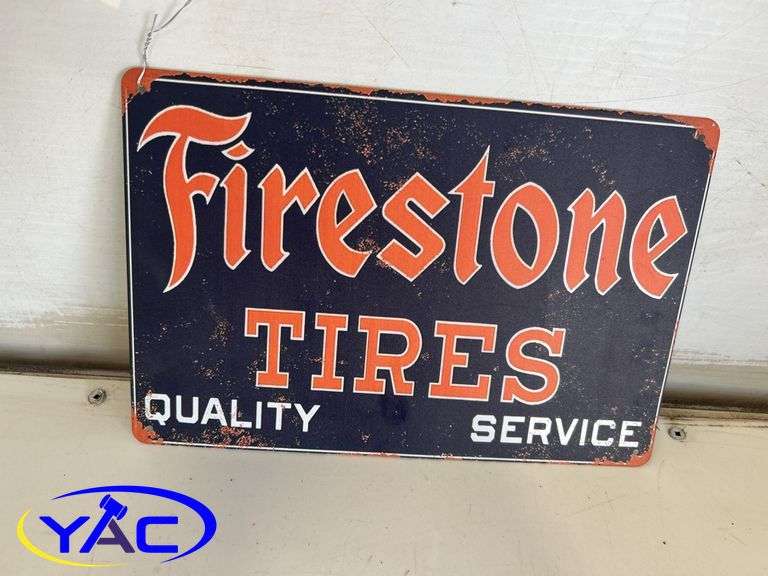 Firestone
TIRES
QUALITY SERVICE
YAC